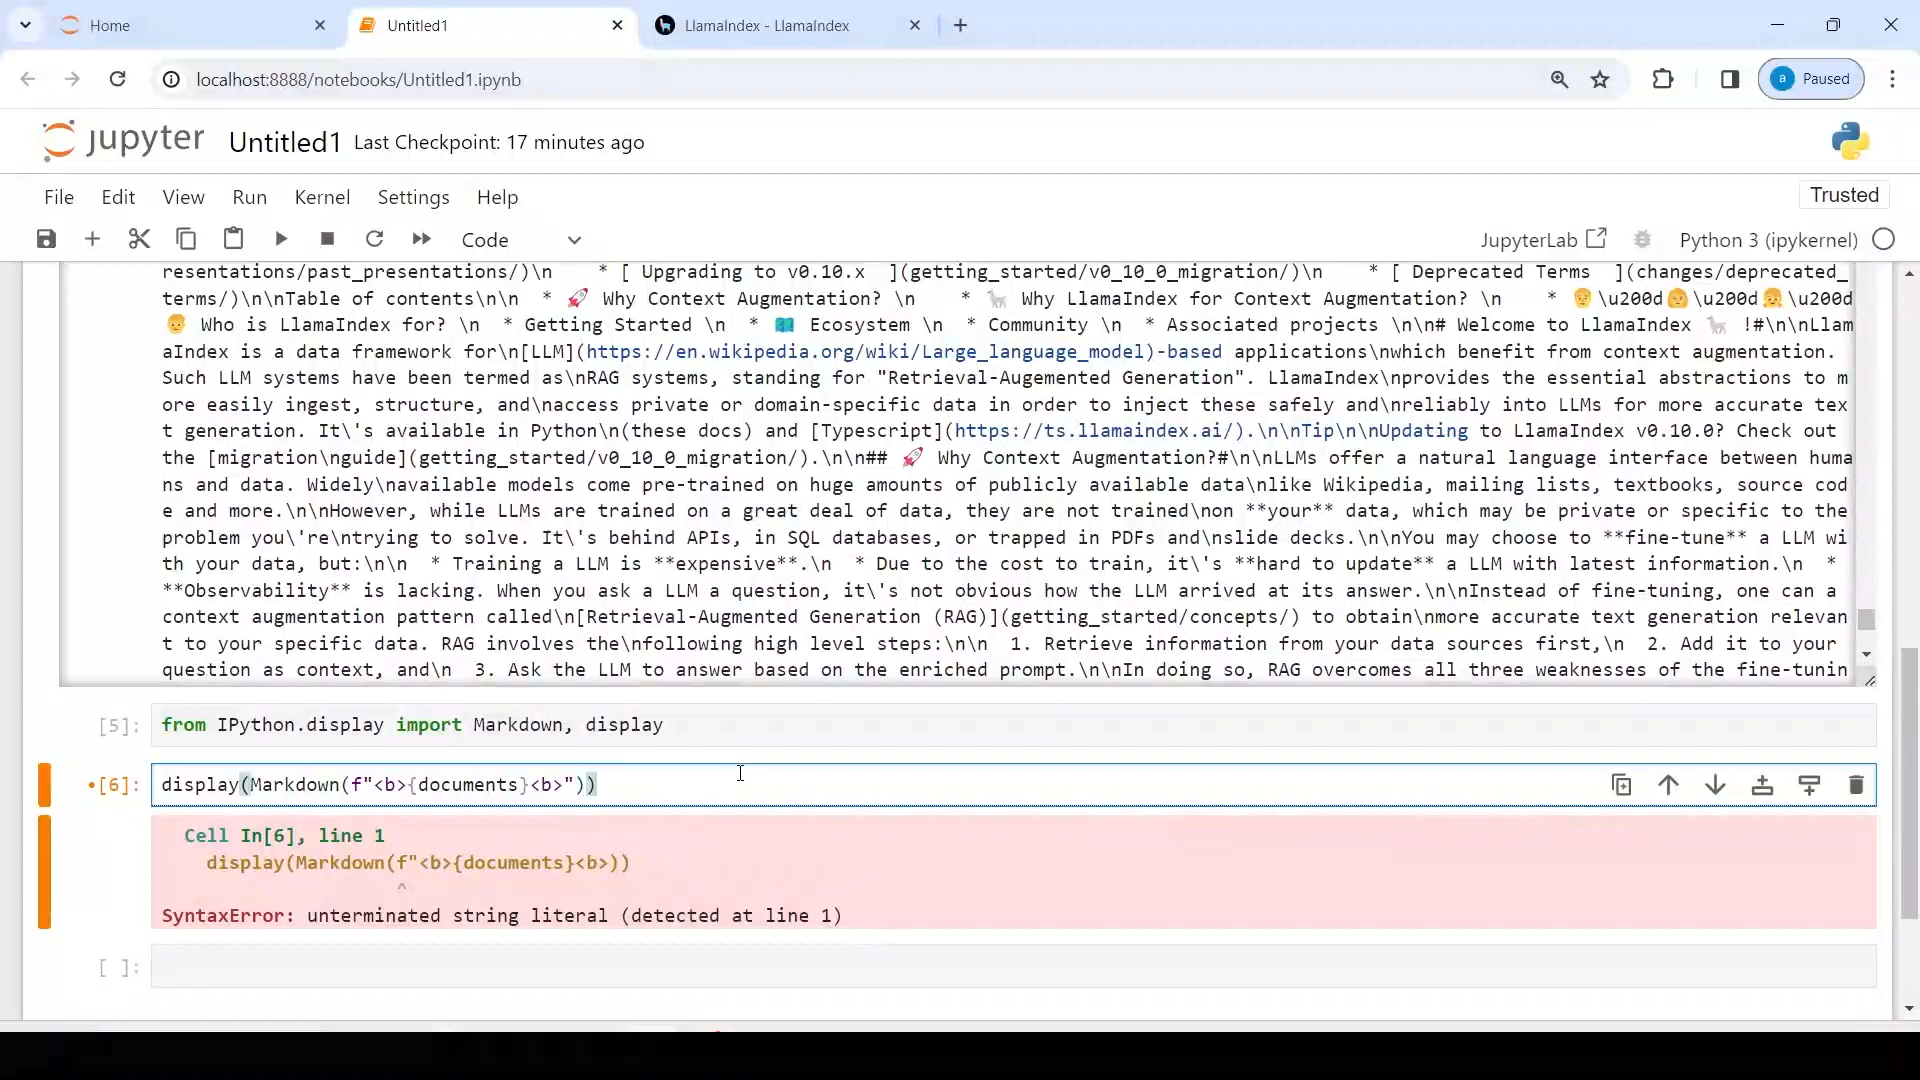 Home
Untitled1
LlamaIndex - LlamaIndex
localhost:8888/notebooks/Untitled1.ipynb
a Paused
jupyter Untitled1 Last Checkpoint: 17 minutes ago
File Edit View Run Kernel Settings Help
Trusted
Code
JupyterLab
Python 3 (ipykernel)
resentations/past_presentations/)\n    * [ Upgrading to v0.10.x  ](getting_started/v0_10_0_migration/)\n    * [ Deprecated Terms  ](changes/deprecated_
terms/)\n\nTable of contents\n\n  * 🚀 Why Context Augmentation? \n    * 🦙 Why LlamaIndex for Context Augmentation? \n    * 👨\u200d👩\u200d👧\u200d
👦 Who is LlamaIndex for? \n  * Getting Started \n  * 🗺️ Ecosystem \n  * Community \n  * Associated projects \n\n# Welcome to LlamaIndex 🦙 !#\n\nLlam
aIndex is a data framework for\n[LLM](https://en.wikipedia.org/wiki/Large_language_model)-based applications\nwhich benefit from context augmentation.
Such LLM systems have been termed as\nRAG systems, standing for "Retrieval-Augemented Generation". LlamaIndex\nprovides the essential abstractions to m
ore easily ingest, structure, and\naccess private or domain-specific data in order to inject these safely and\nreliably into LLMs for more accurate tex
t generation. It\'s available in Python\n(these docs) and [Typescript](https://ts.llamaindex.ai/).\n\nTip\n\nUpdating to LlamaIndex v0.10.0? Check out
the [migration\nguide](getting_started/v0_10_0_migration/).\n\n## 🚀 Why Context Augmentation?#\n\nLLMs offer a natural language interface between huma
ns and data. Widely\navailable models come pre-trained on huge amounts of publicly available data\nlike Wikipedia, mailing lists, textbooks, source cod
e and more.\n\nHowever, while LLMs are trained on a great deal of data, they are not trained\non **your** data, which may be private or specific to the
problem you\'re\ntrying to solve. It\'s behind APIs, in SQL databases, or trapped in PDFs and\nslide decks.\n\nYou may choose to **fine-tune** a LLM wi
th your data, but:\n\n  * Training a LLM is **expensive**.\n  * Due to the cost to train, it\'s **hard to update** a LLM with latest information.\n  *
**Observability** is lacking. When you ask a LLM a question, it\'s not obvious how the LLM arrived at its answer.\n\nInstead of fine-tuning, one can a
context augmentation pattern called\n[Retrieval-Augmented Generation (RAG)](getting_started/concepts/) to obtain\nmore accurate text generation relevan
t to your specific data. RAG involves the\nfollowing high level steps:\n\n  1. Retrieve information from your data sources first,\n  2. Add it to your
question as context, and\n  3. Ask the LLM to answer based on the enriched prompt.\n\nIn doing so, RAG overcomes all three weaknesses of the fine-tunin
[5]: from IPython.display import Markdown, display
•[6]: display(Markdown(f"<b>{documents}<b>"))
Cell In[6], line 1
display(Markdown(f"<b>{documents}<b>))
^
SyntaxError: unterminated string literal (detected at line 1)
[ ]: